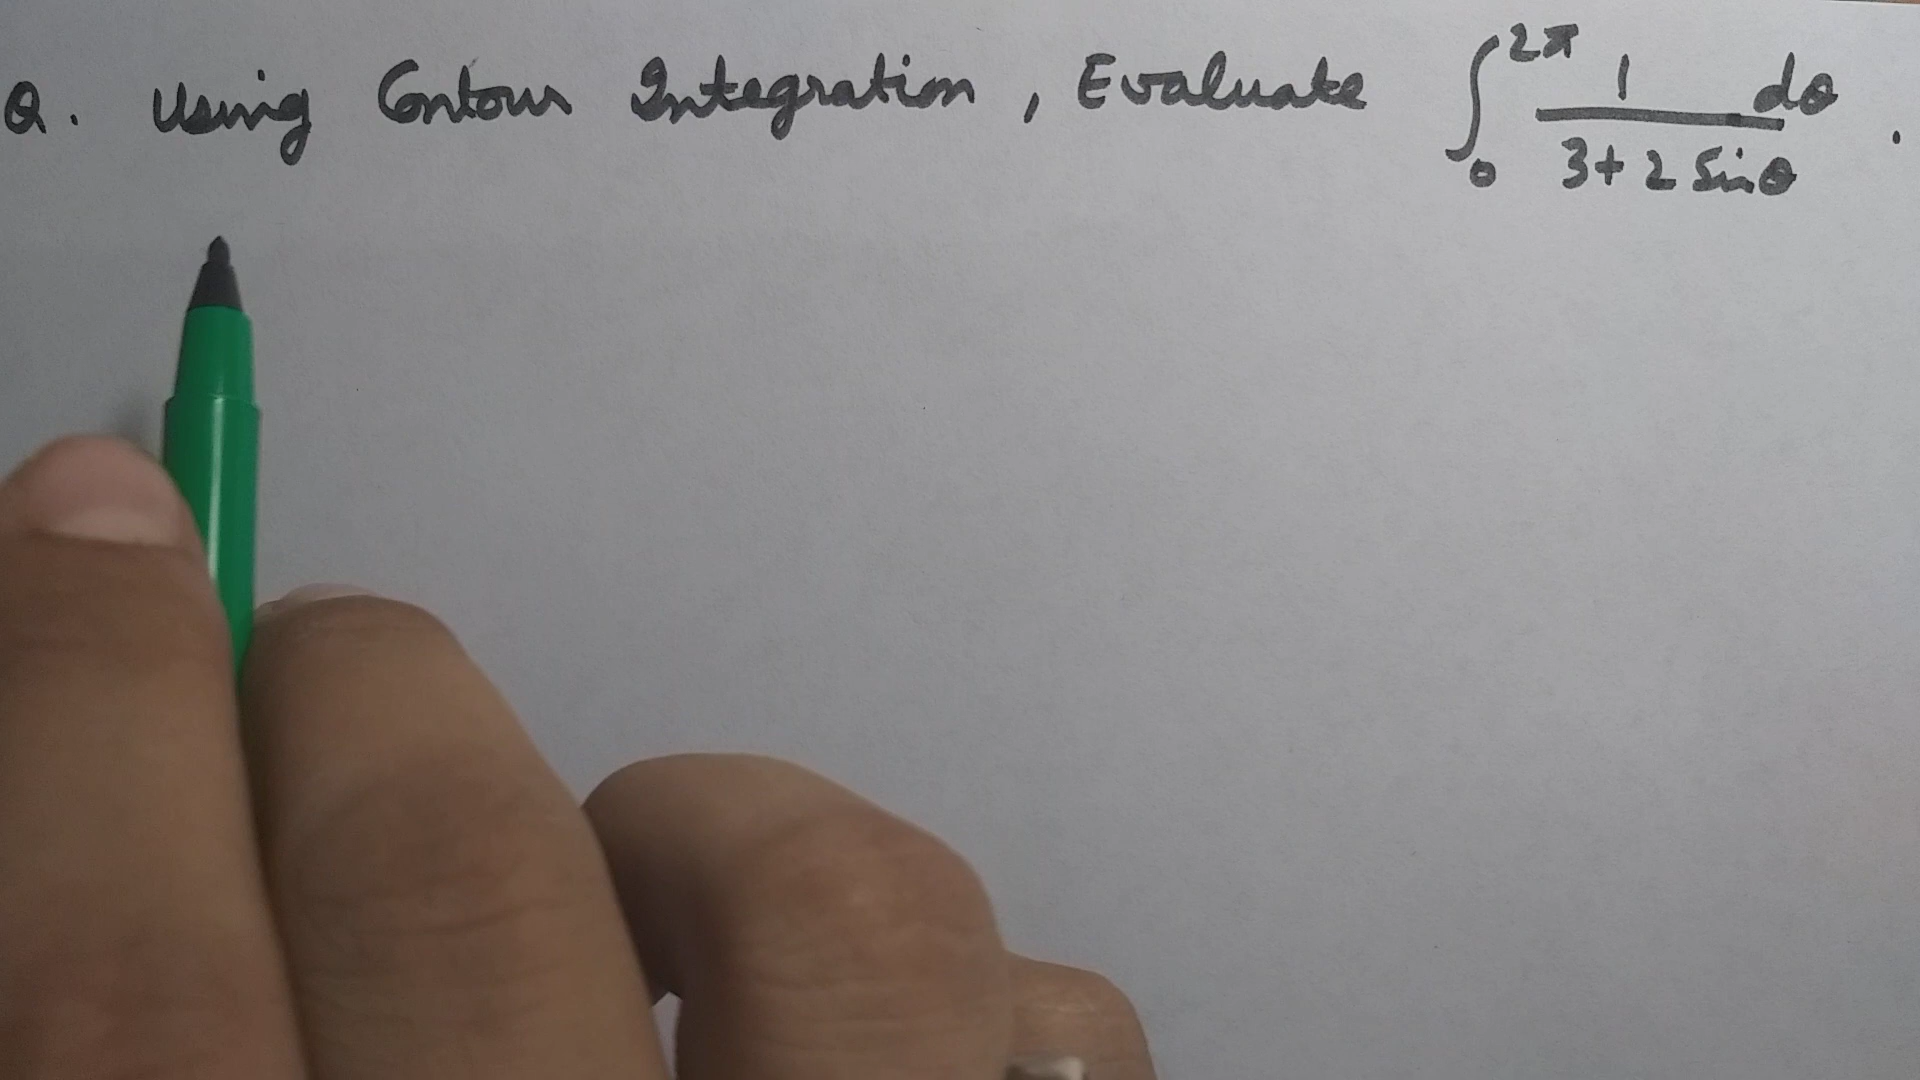 Q. Using Contour Integration, Evaluate ∫₀^2π 1/(3+2 Sinθ) dθ.